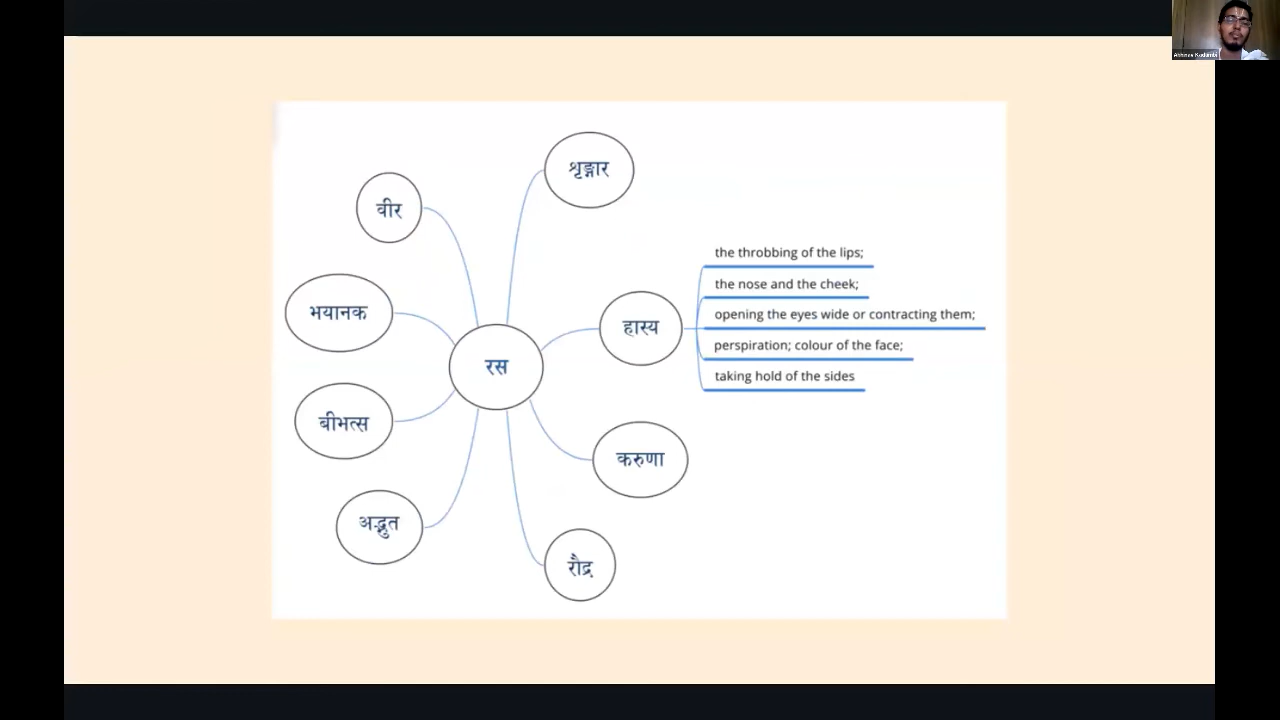 शृङ्गार
वीर
the throbbing of the lips;
the nose and the cheek;
भयानक
हास्य
opening the eyes wide or contracting them;
perspiration; colour of the face;
रस
taking hold of the sides
बीभत्स
करुणा
अद्भुत
रौद्र